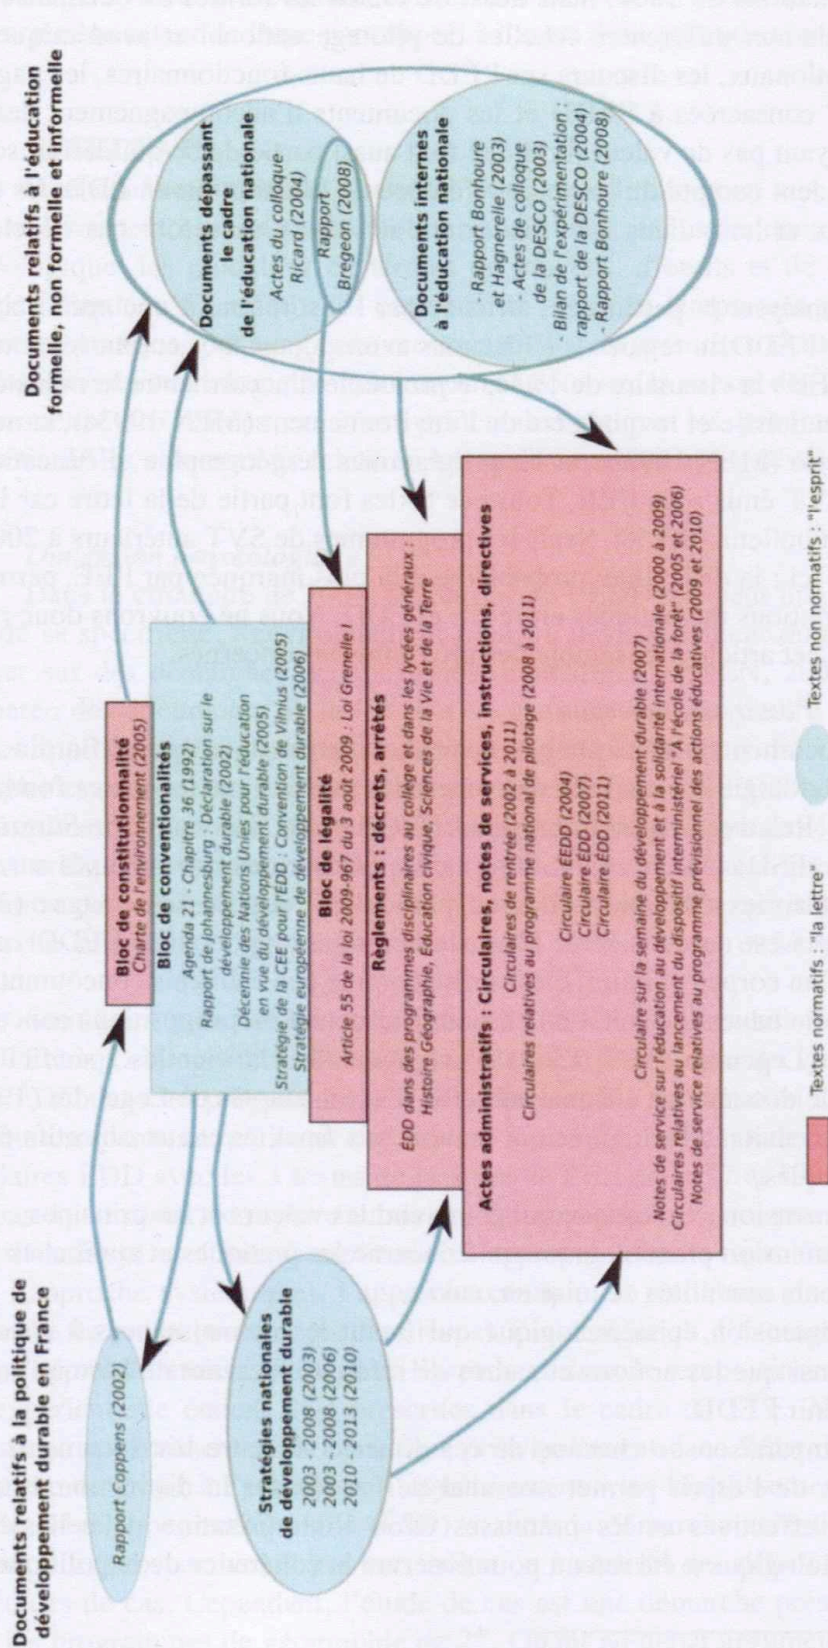 Documents relatifs à la politique de
développement durable en France
Documents relatifs à l'éducation
formelle, non formelle et informelle
Rapport Coppens (2002)
Stratégies nationales
de développement durable
2003 - 2008 (2003)
2003 - 2008 (2006)
2010 - 2013 (2010)
Bloc de constitutionnalité
Charte de l'environnement (2005)
Bloc de conventionalités
Agenda 21 - Chapitre 36 (1992)
Rapport de Johannesburg : Déclaration sur le
développement durable (2002)
Décennie des Nations Unies pour l'éducation
en vue du développement durable (2005)
Stratégie de la CEE pour l'EDD : Convention de Vilnius (2005)
Stratégie européenne de développement durable (2006)
Bloc de légalité
Article 55 de la loi 2009-967 du 3 août 2009 : Loi Grenelle I
Règlements : décrets, arrêtés
EDD dans des programmes disciplinaires au collège et dans les lycées généraux :
Histoire Géographie, Éducation civique, Sciences de la Vie et de la Terre
Actes administratifs : Circulaires, notes de services, instructions, directives
Circulaires de rentrée (2002 à 2011)
Circulaires relatives au programme national de pilotage (2008 à 2011)
Circulaire EEDD (2004)
Circulaire ÉDD (2007)
Circulaire ÉDD (2011)
Circulaire sur la semaine du développement durable (2007)
Notes de service sur l'éducation au développement et à la solidarité internationale (2000 à 2009)
Circulaires relatives au lancement du dispositif interministériel "A l'école de la forêt" (2005 et 2006)
Notes de service relatives au programme prévisionnel des actions éducatives (2009 et 2010)
Documents dépassant
le cadre
de l'éducation nationale
Actes du colloque
Ricard (2004)
Rapport
Brégeon (2008)
Documents internes
à l'éducation nationale
- Rapport Bonhoure
et Hagnerelle (2003)
- Actes de colloque
de la DESCO (2003)
- Bilan de l'expérimentation
rapport de la DESCO (2004)
- Rapport Bonhoure (2008)
Textes normatifs : "la lettre"
Textes non normatifs : "l'esprit"